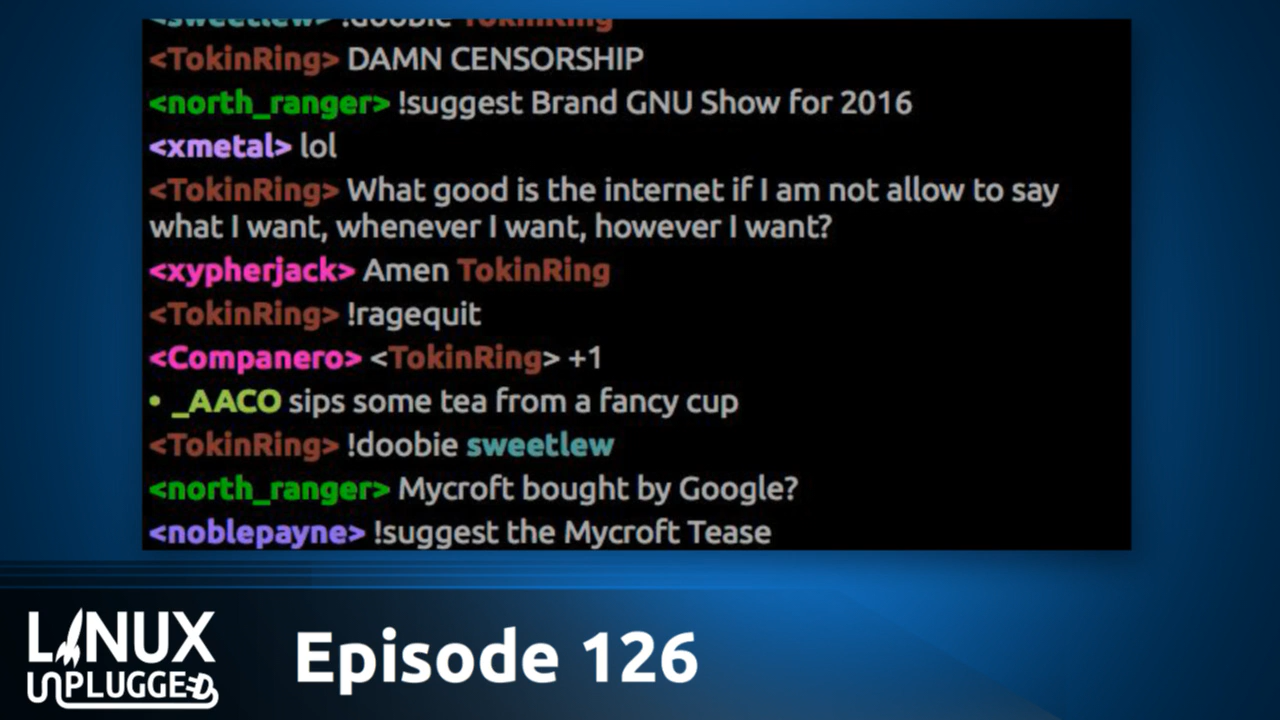 <sweetlew> !doobie TokinRing
<TokinRing> DAMN CENSORSHIP
<north_ranger> !suggest Brand GNU Show for 2016
<xmetal> lol
<TokinRing> What good is the internet if I am not allow to say
what I want, whenever I want, however I want?
<xypherjack> Amen TokinRing
<TokinRing> !ragequit
<Companero> <TokinRing> +1
• _AACO sips some tea from a fancy cup
<TokinRing> !doobie sweetlew
<north_ranger> Mycroft bought by Google?
<noblepayne> !suggest the Mycroft Tease
LINUX
UNPLUGGED
Episode 126